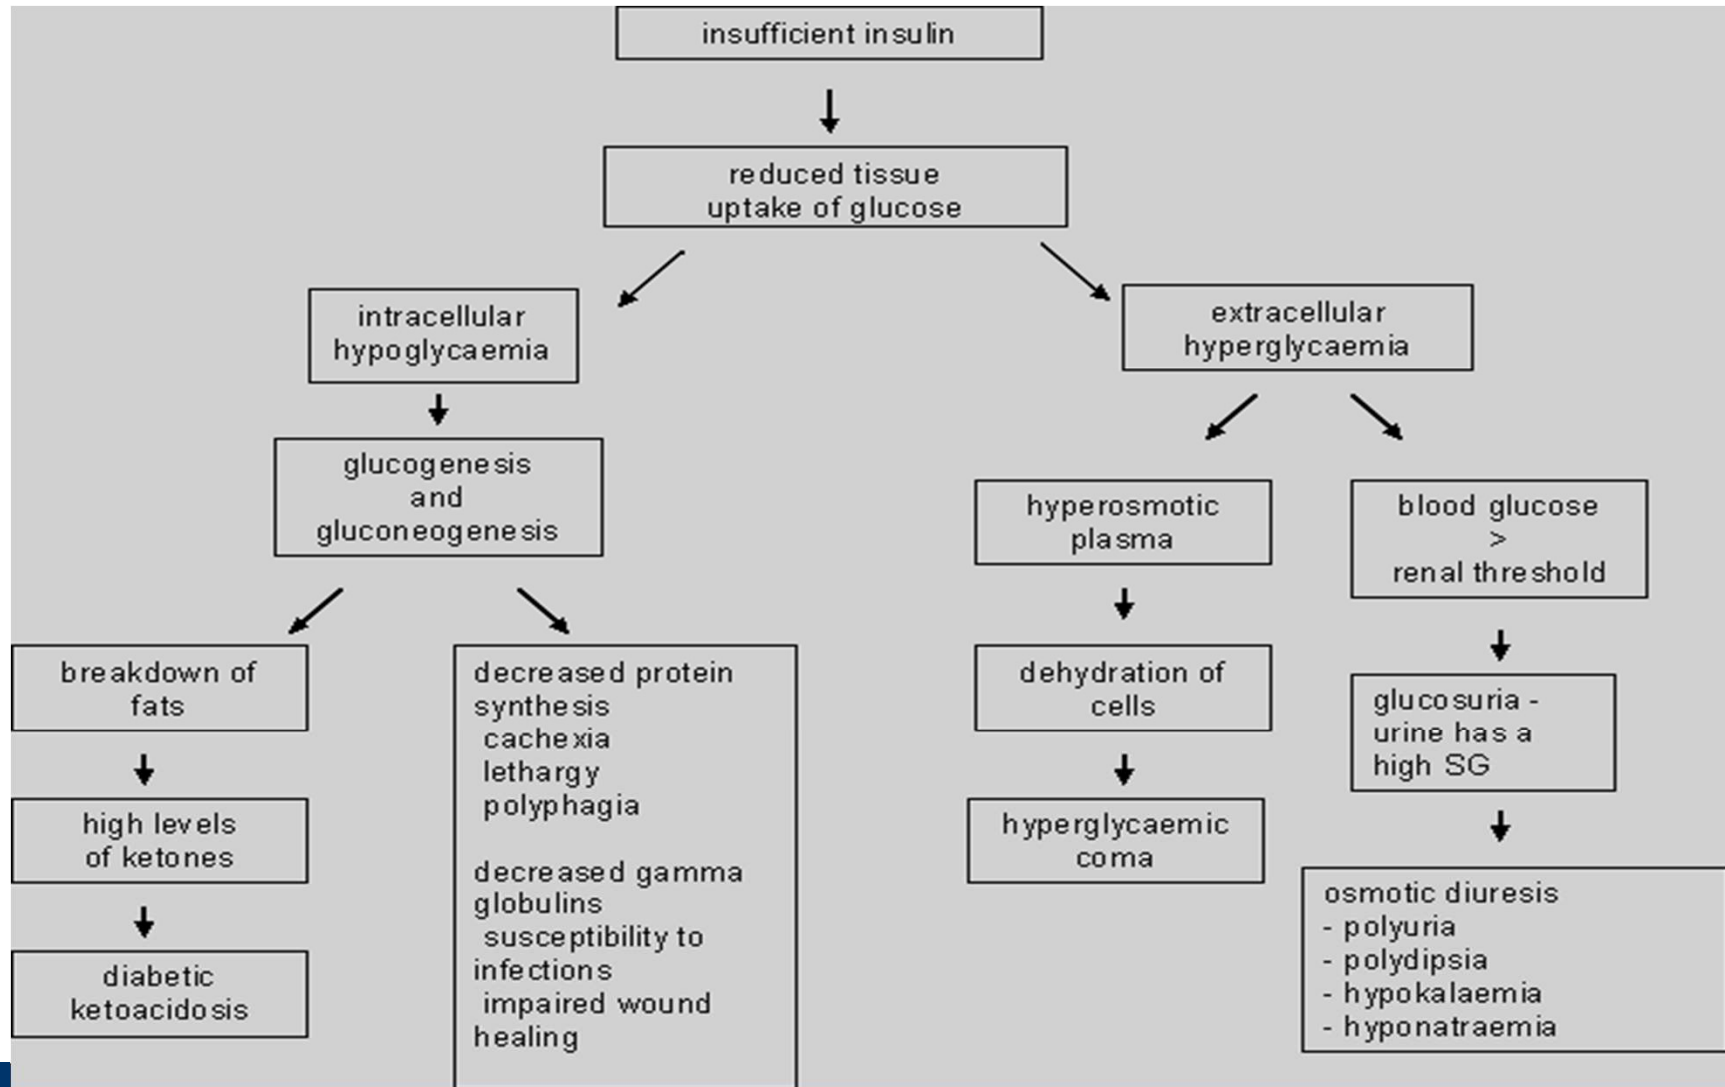 insufficient insulin
reduced tissue
uptake of glucose
intracellular
hypoglycaemia
extracellular
hyperglycaemia
glucogenesis
and
gluconeogenesis
hyperosmotic
plasma
blood glucose
>
renal threshold
breakdown of
fats
decreased protein
synthesis
cachexia
lethargy
polyphagia
decreased gamma
globulins
susceptibility to
infections
impaired wound
healing
dehydration of
cells
glucosuria -
urine has a
high SG
high levels
of ketones
hyperglycaemic
coma
diabetic
ketoacidosis
osmotic diuresis
- polyuria
- polydipsia
- hypokalaemia
- hyponatraemia